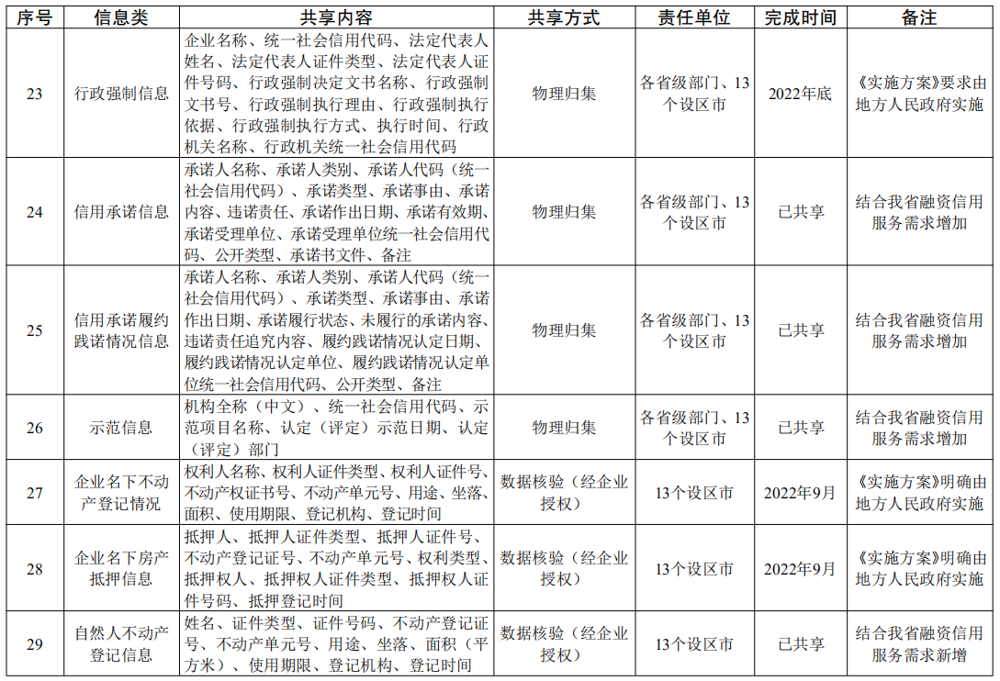 序号 信息类 共享内容 共享方式 责任单位 完成时间 备注
23
行政强制信息
企业名称、统一社会信用代码、法定代表人
姓名、法定代表人证件类型、法定代表人证
件号码、行政强制决定文书名称、行政强制
文书号、行政强制执行理由、行政强制执行
依据、行政强制执行方式、执行时间、行政
机关名称、行政机关统一社会信用代码
物理归集
各省级部门、13
个设区市
2022年底
《实施方案》要求由
地方人民政府实施
24
信用承诺信息
承诺人名称、承诺人类别、承诺人代码（统一
社会信用代码）、承诺类型、承诺事由、承诺
内容、违诺责任、承诺作出日期、承诺有效期、
承诺受理单位、承诺受理单位统一社会信用代
码、公开类型、承诺书文件、备注
物理归集
各省级部门、13
个设区市
已共享
结合我省融资信用
服务需求增加
25
信用承诺履约
践诺情况信息
承诺人名称、承诺人类别、承诺人代码（统一
社会信用代码）、承诺类型、承诺事由、承诺
作出日期、承诺履行状态、未履行的承诺内容、
违诺责任追究内容、履约践诺情况认定日期、
履约践诺情况认定单位、履约践诺情况认定单
位统一社会信用代码、公开类型、备注
物理归集
各省级部门、13
个设区市
已共享
结合我省融资信用
服务需求增加
26
示范信息
机构全称（中文）、统一社会信用代码、示
范项目名称、认定（评定）示范日期、认定
（评定）部门
物理归集
各省级部门、13
个设区市
已共享
结合我省融资信用
服务需求增加
27
企业名下不动
产登记情况
权利人名称、权利人证件类型、权利人证件号、
不动产权证书号、不动产单元号、用途、坐落、
面积、使用期限、登记机构、登记时间
数据核验（经企业
授权）
13个设区市
2022年9月
《实施方案》明确由
地方人民政府实施
28
企业名下房产
抵押信息
抵押人、抵押人证件类型、抵押人证件号、
不动产登记证号、不动产单元号、权利类型、
抵押权人、抵押权人证件类型、抵押权人证
件号码、抵押登记时间
数据核验（经企业
授权）
13个设区市
2022年9月
《实施方案》明确由
地方人民政府实施
29
自然人不动产
登记信息
姓名、证件类型、证件号码、不动产登记证
号、不动产单元号、用途、坐落、面积（平
方米）、使用期限、登记机构、登记时间
数据核验（经企业
授权）
13个设区市
已共享
结合我省融资信用
服务需求新增